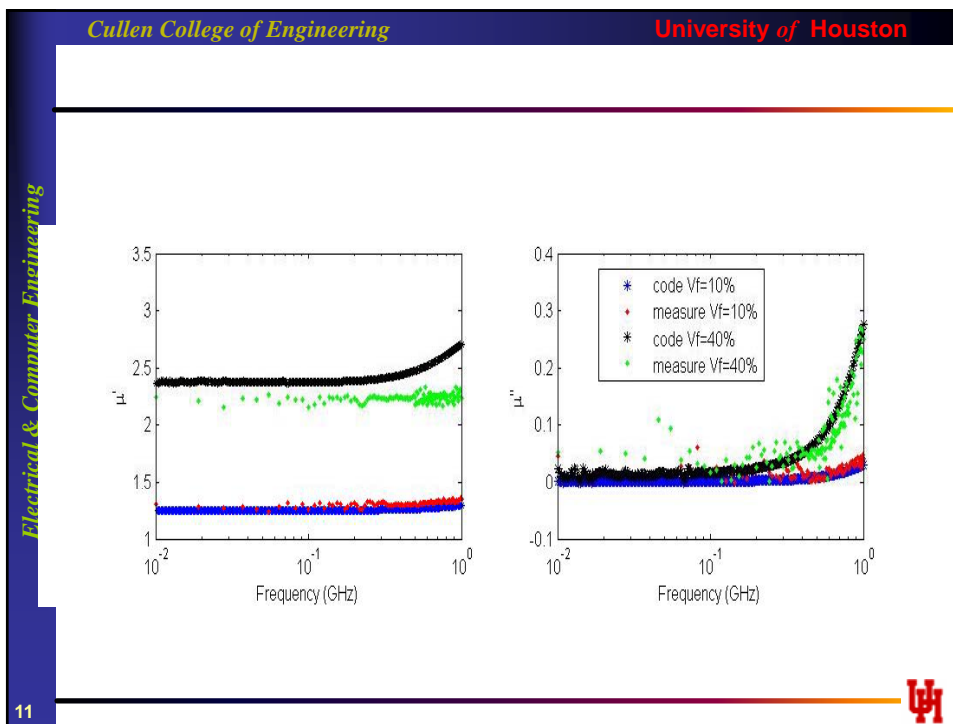 Cullen College of Engineering
University of Houston
Electrical & Computer Engineering
3.5
3
2.5
2
1.5
1
μ'
10^-2
10^-1
10^0
Frequency (GHz)
0.4
0.3
0.2
0.1
0
-0.1
μ"
code Vf=10%
measure Vf=10%
code Vf=40%
measure Vf=40%
10^-2
10^-1
10^0
Frequency (GHz)
11
UH